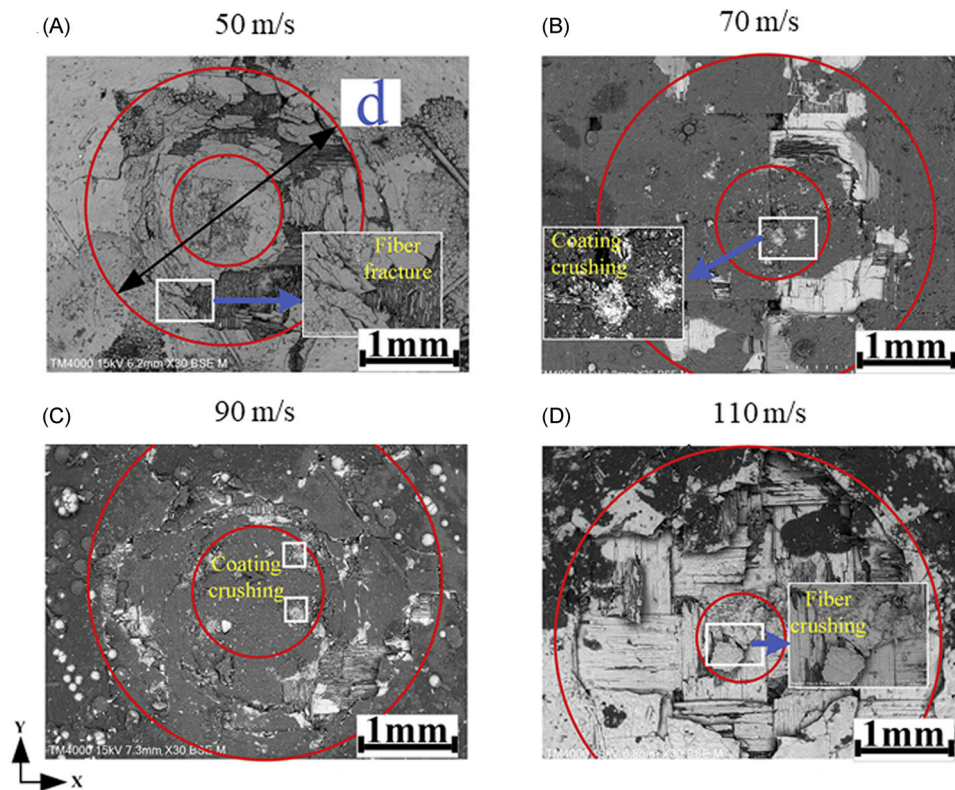 (A)
50 m/s
(B)
70 m/s
d
Fiber
fracture
1mm
TM4000 15kV 6.2mm X30 BSE M
Coating
crushing
1mm
(C)
90 m/s
(D)
110 m/s
Coating
crushing
1mm
TM4000 15kV 7.3mm X30 BSE M
Fiber
crushing
1mm
Y
X